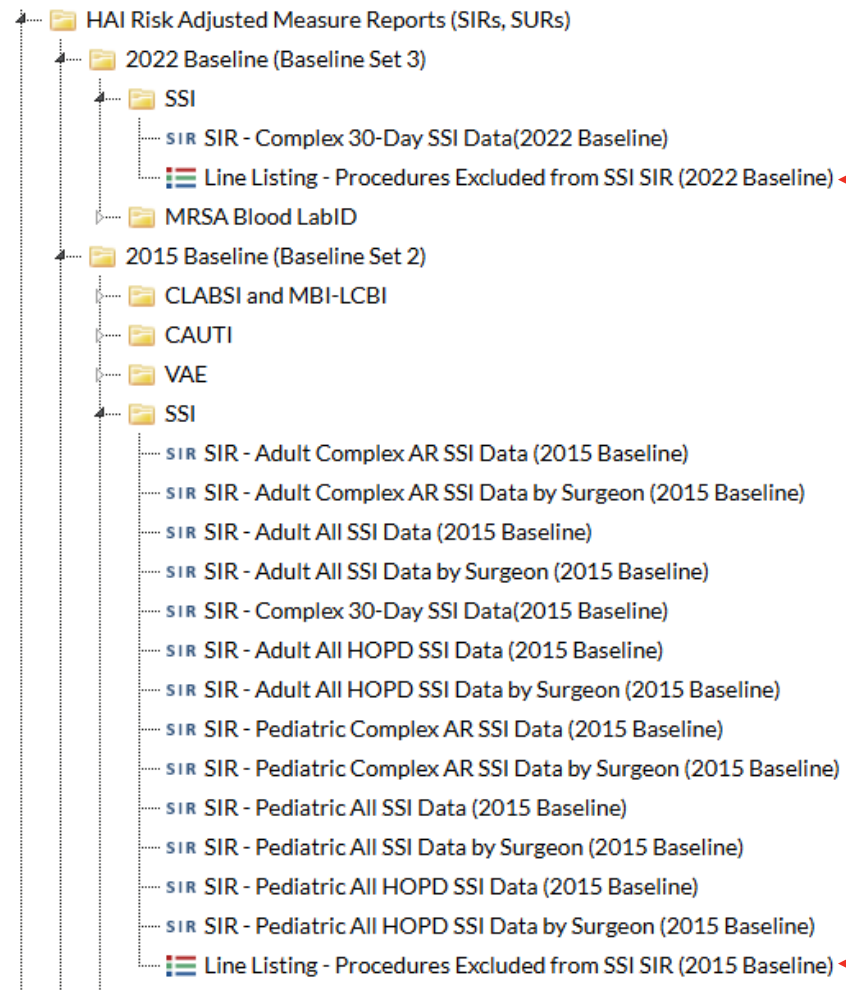 HAI Risk Adjusted Measure Reports (SIRs, SURs)
2022 Baseline (Baseline Set 3)
SSI
SIR SIR - Complex 30-Day SSI Data(2022 Baseline)
Line Listing - Procedures Excluded from SSI SIR (2022 Baseline)
MRSA Blood LabID
2015 Baseline (Baseline Set 2)
CLABSI and MBI-LCBI
CAUTI
VAE
SSI
SIR SIR - Adult Complex AR SSI Data (2015 Baseline)
SIR SIR - Adult Complex AR SSI Data by Surgeon (2015 Baseline)
SIR SIR - Adult All SSI Data (2015 Baseline)
SIR SIR - Adult All SSI Data by Surgeon (2015 Baseline)
SIR SIR - Complex 30-Day SSI Data(2015 Baseline)
SIR SIR - Adult All HOPD SSI Data (2015 Baseline)
SIR SIR - Adult All HOPD SSI Data by Surgeon (2015 Baseline)
SIR SIR - Pediatric Complex AR SSI Data (2015 Baseline)
SIR SIR - Pediatric Complex AR SSI Data by Surgeon (2015 Baseline)
SIR SIR - Pediatric All SSI Data (2015 Baseline)
SIR SIR - Pediatric All SSI Data by Surgeon (2015 Baseline)
SIR SIR - Pediatric All HOPD SSI Data (2015 Baseline)
SIR SIR - Pediatric All HOPD SSI Data by Surgeon (2015 Baseline)
Line Listing - Procedures Excluded from SSI SIR (2015 Baseline)